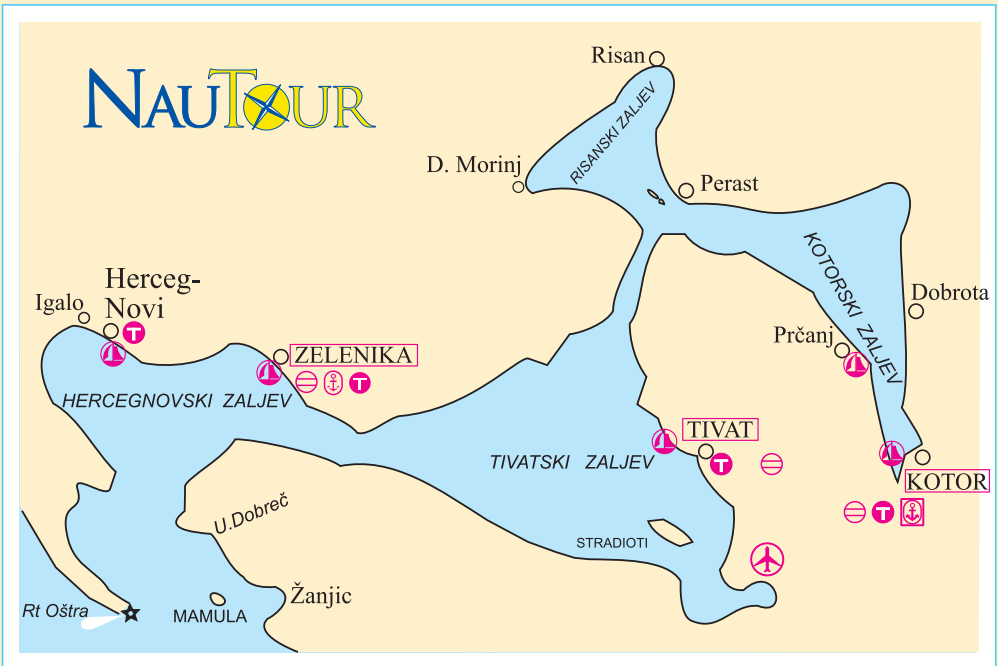 NAUTOUR
Risan
RISANSKI ZALJEV
D. Morinj
Perast
KOTORSKI ZALJEV
Herceg-
Novi
Igalo
Dobrota
Prčanj
ZELENIKA
HERCEGNOVSKI ZALJEV
T
T
TIVAT
TIVATSKI ZALJEV
T
KOTOR
T
U.Dobreč
STRADIOTI
Žanjic
Rt Oštra
MAMULA